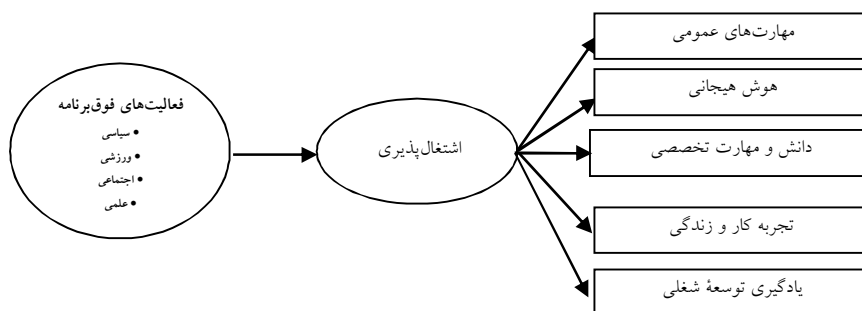 مهارت‌های عمومی
هوش هیجانی
دانش و مهارت تخصصی
تجربه کار و زندگی
یادگیری توسعۀ شغلی
اشتغال‌پذیری
فعالیت‌های فوق‌برنامه
• سیاسی
• ورزشی
• اجتماعی
• علمی